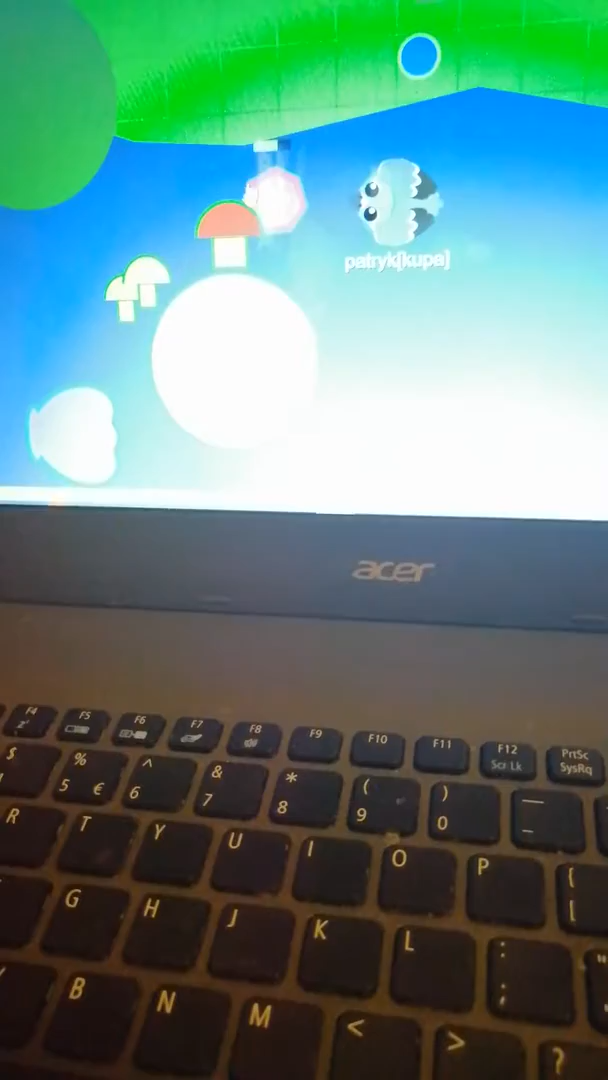 patryk[kupa]
acer
F4 F5 F6 F7 F8 F9 F10 F11 F12 PrtSc
z Scr Lk SysRq
$ % ^ & * ( ) —
5 € 6 7 8 9 0 -
R T Y U I O P {
[
G H J K L :
;
B N M < > ?